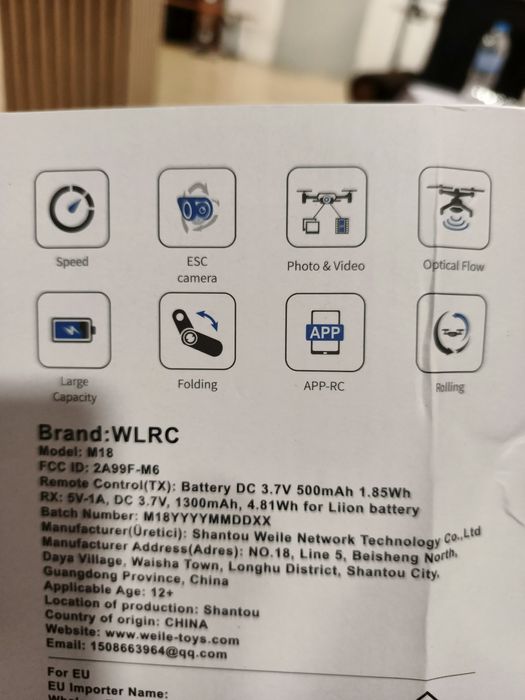 Speed
ESC
camera
Photo & Video
Optical Flow
Large
Capacity
Folding
APP
APP-RC
Rolling
Brand:WLRC
Model: M18
FCC ID: 2A99F-M6
Remote Control(TX): Battery DC 3.7V 500mAh 1.85Wh
RX: 5V-1A, DC 3.7V, 1300mAh, 4.81Wh for Liion battery
Batch Number: M18YYYYMMDDXX
Manufacturer(Üretici): Shantou Weile Network Technology Co.,Ltd
Manufacturer Address(Adres): NO.18, Line 5, Beisheng North,
Daya Village, Waisha Town, Longhu District, Shantou City,
Guangdong Province, China
Applicable Age: 12+
Location of production: Shantou
Country of origin: CHINA
Website: www.weile-toys.com
Email: 1508663964@qq.com
For EU
EU Importer Name: